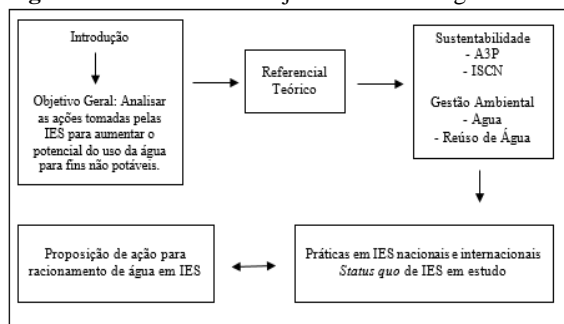 Introdução
Objetivo Geral: Analisar
as ações tomadas pelas
IES para aumentar o
potencial do uso da água
para fins não potáveis.
Referencial
Teórico
Sustentabilidade
- A3P
- ISCN
Gestão Ambiental
- Agua
- Reúso de Água
Práticas em IES nacionais e internacionais
Status quo de IES em estudo
Proposição de ação para
racionamento de água em IES